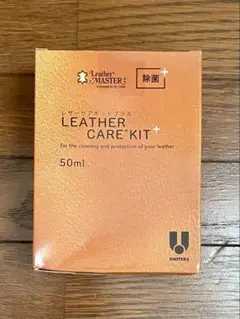 Leather
MASTER
除菌+
レザーケアキットプラス
LEATHER
CARE KIT+
for the cleaning and protection of your leather
50ml
UNITERS